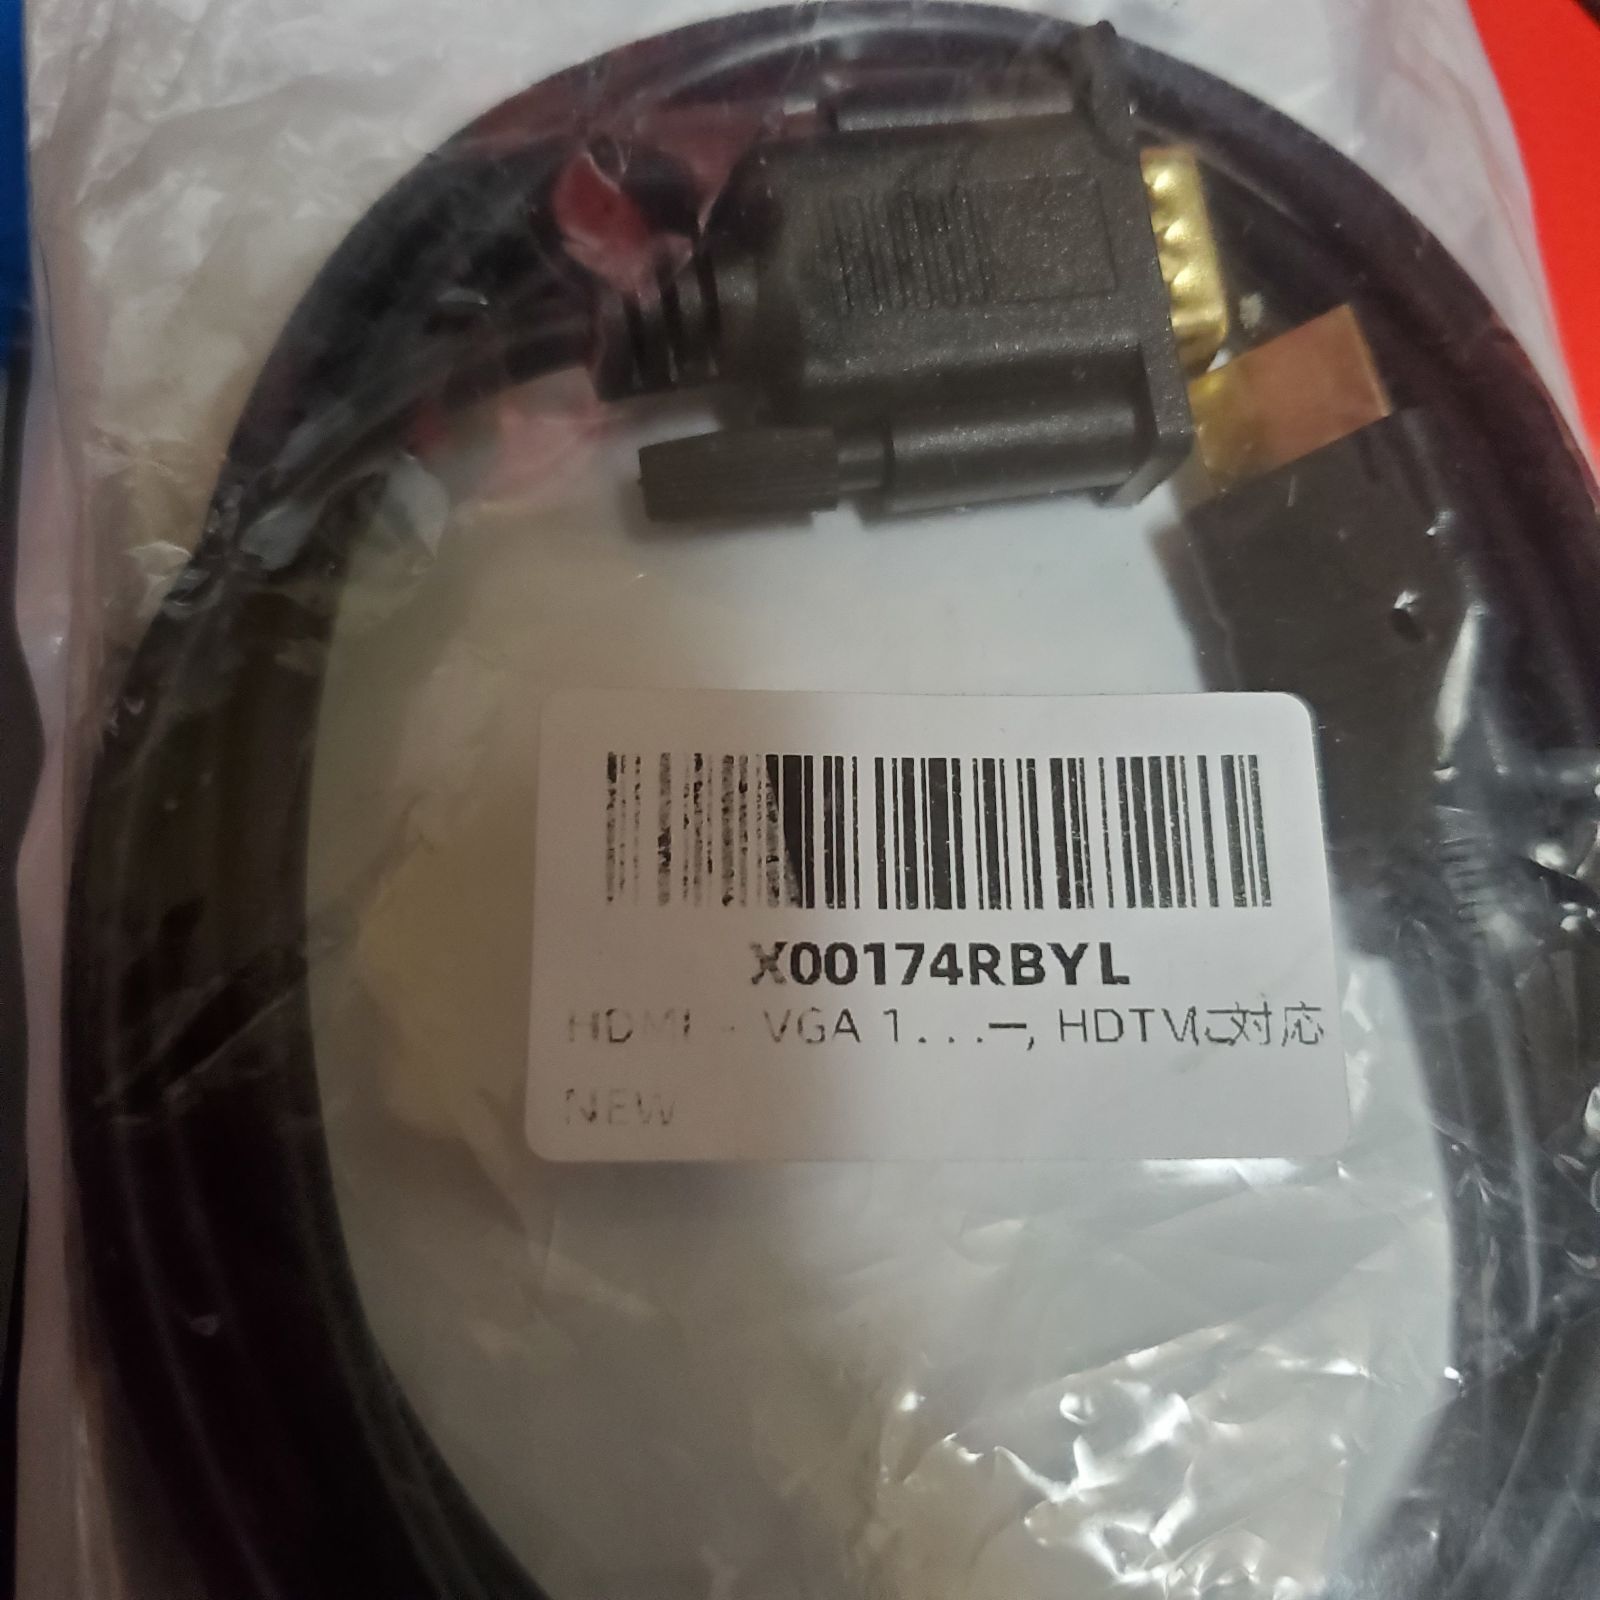 X00174RBYL
HDMI - VGA 1...ー, HDTVに対応
NEW